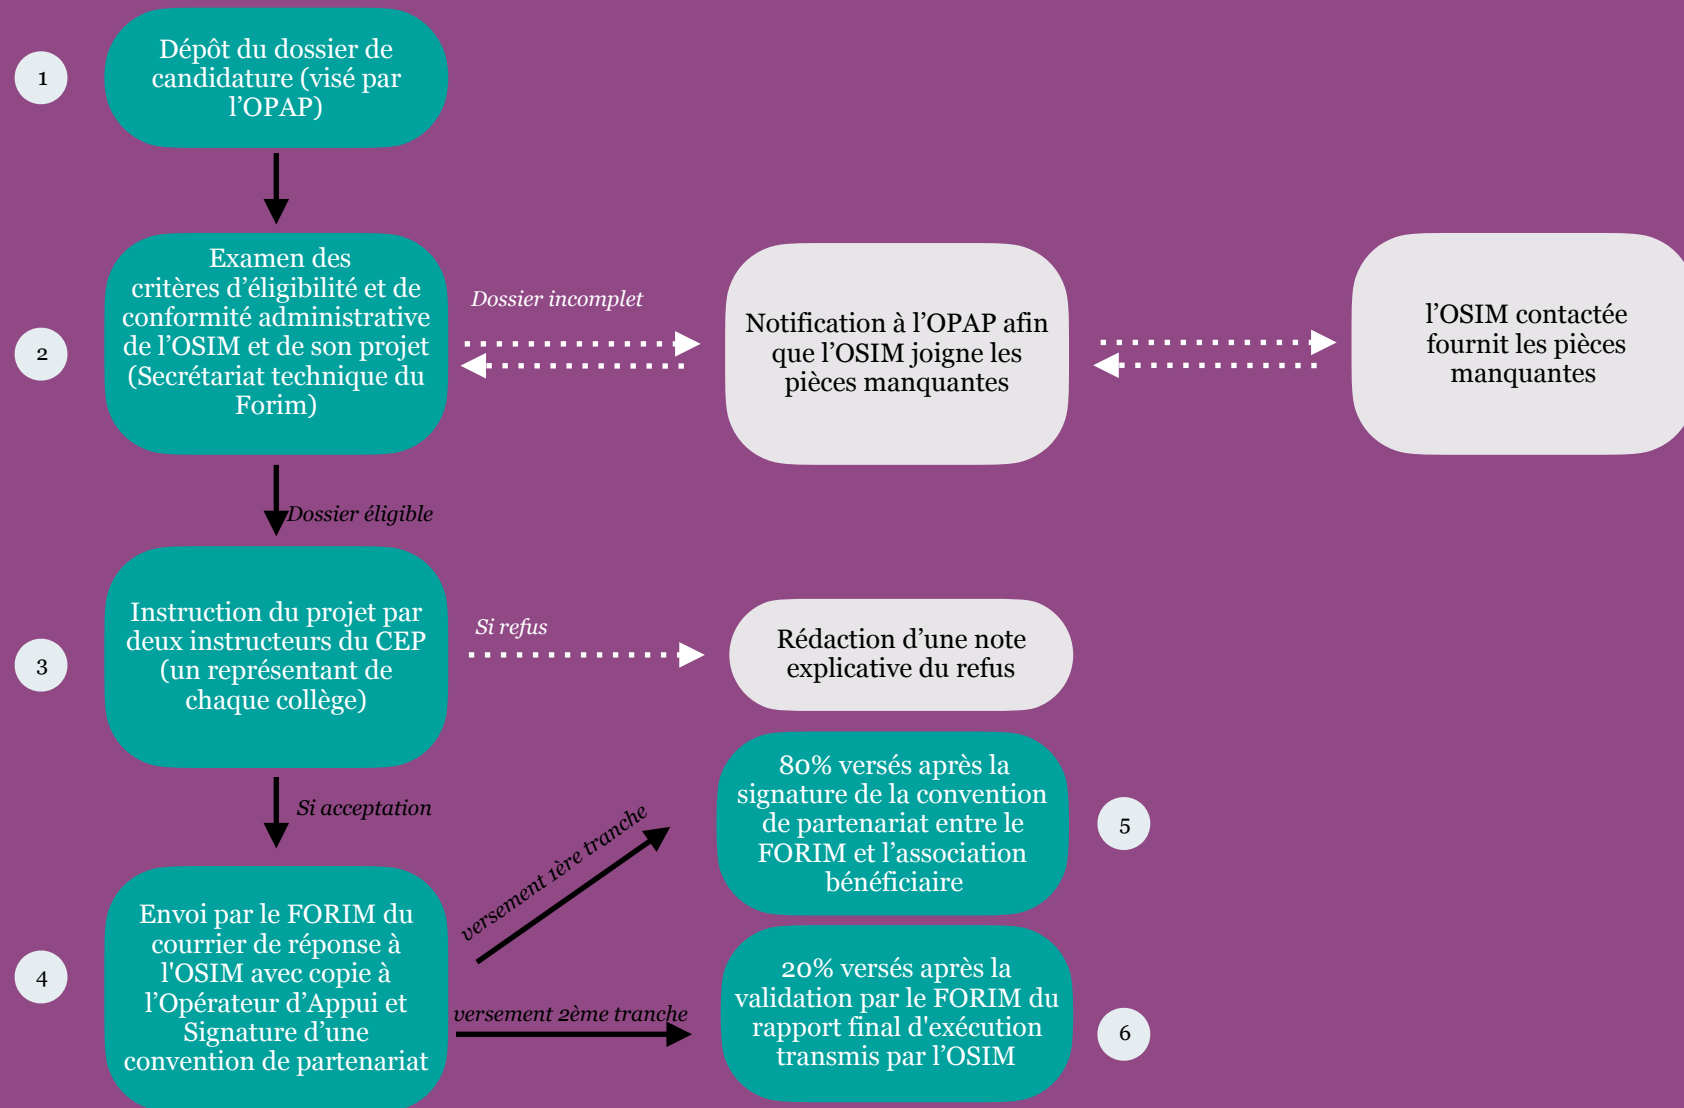 1
Dépôt du dossier de
candidature (visé par
l’OPAP)
2
Examen des
critères d’éligibilité et de
conformité administrative
de l’OSIM et de son projet
(Secrétariat technique du
Forim)
Dossier incomplet
Notification à l’OPAP afin
que l’OSIM joigne les
pièces manquantes
l’OSIM contactée
fournit les pièces
manquantes
Dossier éligible
3
Instruction du projet par
deux instructeurs du CEP
(un représentant de
chaque collège)
Si refus
Rédaction d’une note
explicative du refus
Si acceptation
4
Envoi par le FORIM du
courrier de réponse à
l'OSIM avec copie à
l’Opérateur d’Appui et
Signature d’une
convention de partenariat
versement 1ère tranche
80% versés après la
signature de la convention
de partenariat entre le
FORIM et l’association
bénéficiaire
5
versement 2ème tranche
20% versés après la
validation par le FORIM du
rapport final d'exécution
transmis par l’OSIM
6